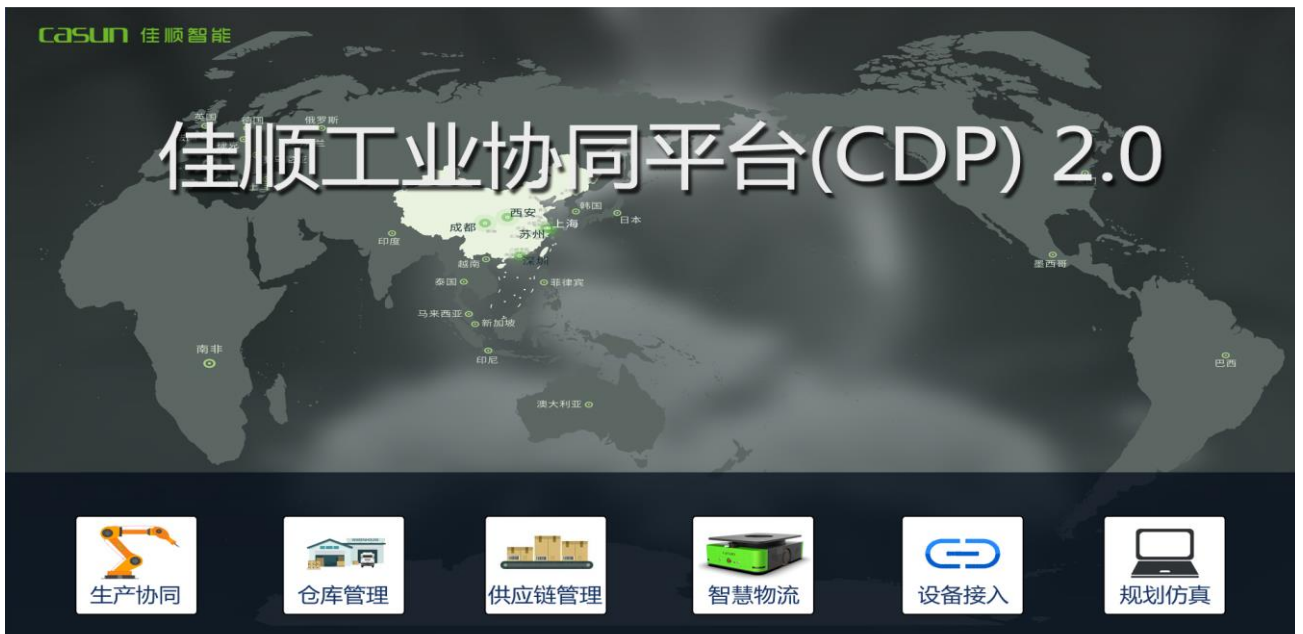 casun 佳顺智能
佳顺工业协同平台(CDP) 2.0
英国
德国
俄罗斯
西安
成都
苏州
上海
深圳
韩国
日本
印度
越南
泰国
菲律宾
马来西亚
新加坡
印尼
南非
澳大利亚
墨西哥
巴西
生产协同
仓库管理
供应链管理
智慧物流
设备接入
规划仿真